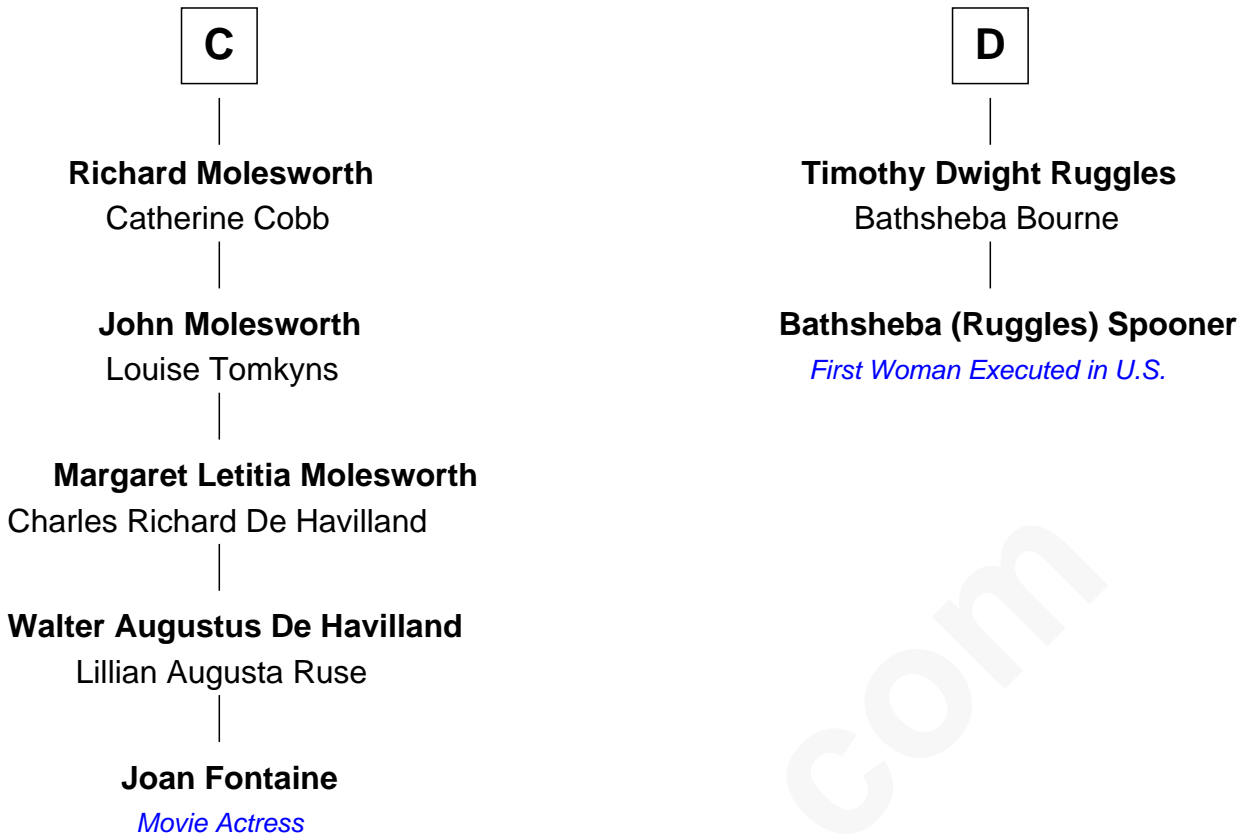 C
Richard Molesworth
Catherine Cobb
John Molesworth
Louise Tomkyns
Margaret Letitia Molesworth
Charles Richard De Havilland
Walter Augustus De Havilland
Lillian Augusta Ruse
Joan Fontaine
Movie Actress
D
Timothy Dwight Ruggles
Bathsheba Bourne
Bathsheba (Ruggles) Spooner
First Woman Executed in U.S.
com